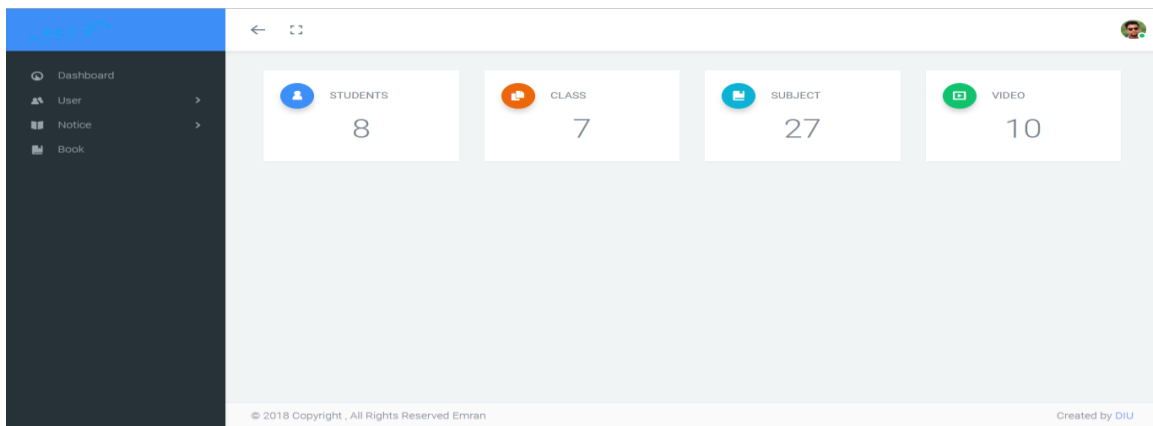 Dashboard
User
Notice
Book
STUDENTS
8
CLASS
7
SUBJECT
27
VIDEO
10
© 2018 Copyright , All Rights Reserved Emran
Created by DIU